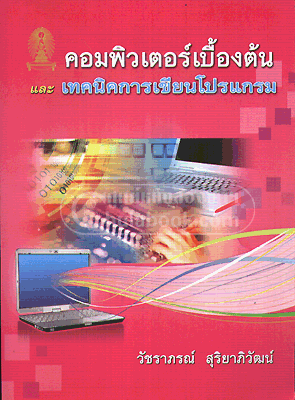 คอมพิวเตอร์เบื้องต้น
และ เทคนิคการเขียนโปรแกรม
วัชราภรณ์ สุริยาภิวัฒน์